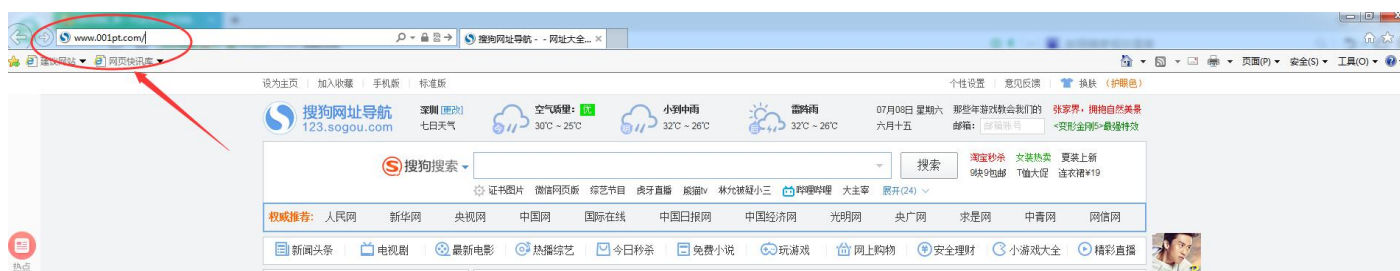 www.001pt.com/
搜狗网址导航 - - 网址大全... ×
建议网站 ▼ 网页快讯库 ▼
页面(P) ▼ 安全(S) ▼ 工具(O) ▼
设为主页 | 加入收藏 | 手机版 | 标准版
个性设置 | 意见反馈 | 换肤 (护眼色)
搜狗网址导航
123.sogou.com
深圳 [更改]
七日天气
今
空气质量: 优
30℃ ~ 25℃
明
小到中雨
32℃ ~ 26℃
后
雷阵雨
32℃ ~ 26℃
07月08日 星期六
六月十五
那些年游戏教会我们的
张家界,拥抱自然美景
邮箱: 邮箱帐号
<变形金刚5>最强特效
搜狗搜索
搜索
淘宝秒杀 女装热卖 夏装上新
9块9包邮 T恤大促 连衣裙¥19
证书图片 微信网页版 综艺节目 虎牙直播 熊猫tv 林允被疑小三 哔哩哔哩 大主宰 展开(24)
权威推荐: 人民网 新华网 央视网 中国网 国际在线 中国日报网 中国经济网 光明网 央广网 求是网 中青网 网信网
新闻头条 电视剧 最新电影 热播综艺 今日秒杀 免费小说 玩游戏 网上购物 安全理财 小游戏大全 精彩直播
热点